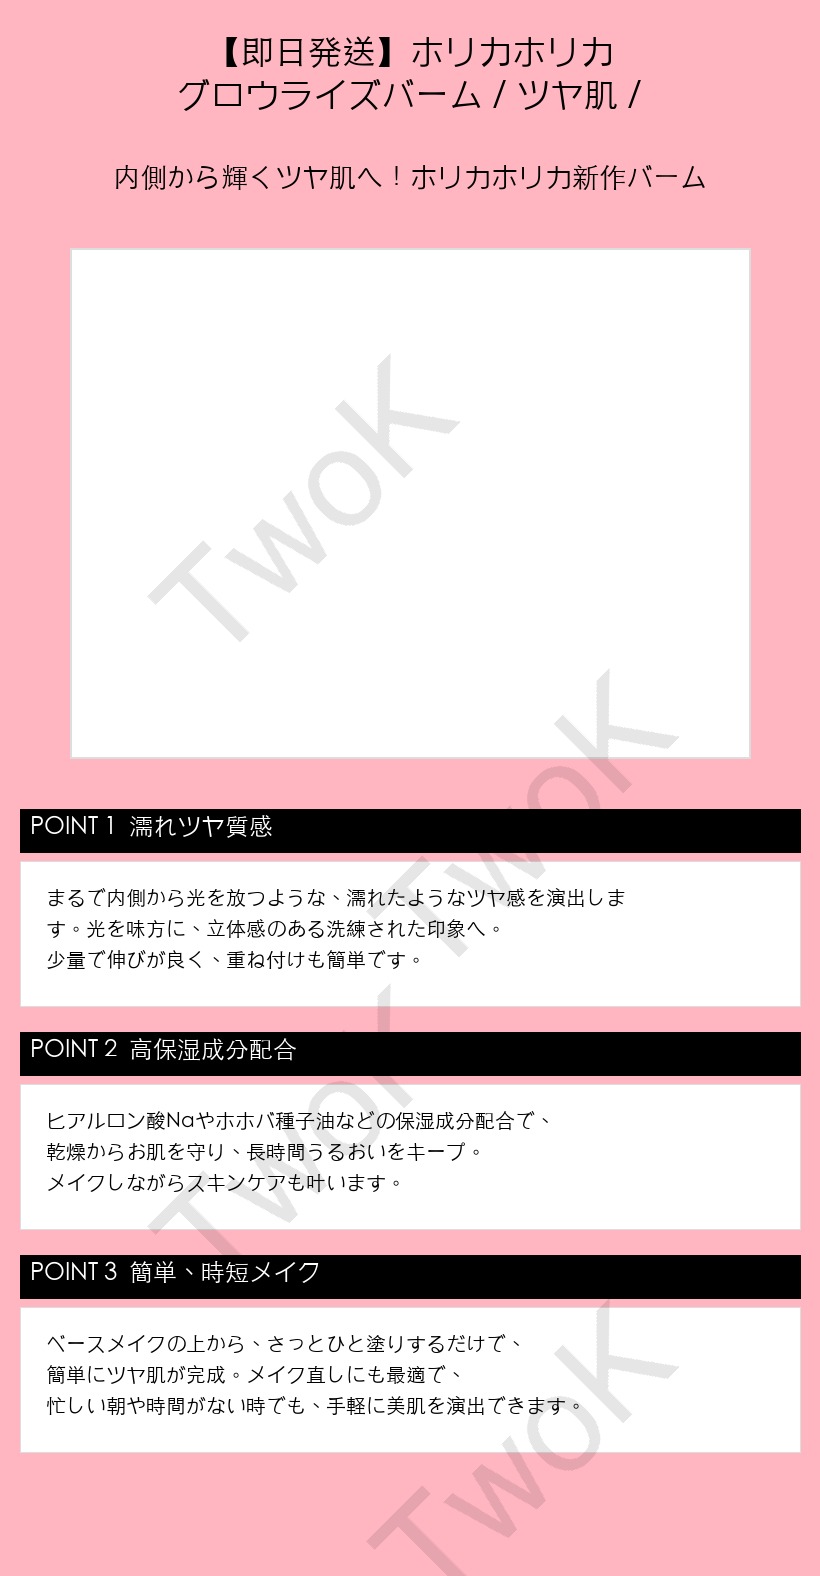 【即日発送】ホリカホリカ
グロウライズバーム / ツヤ肌 /
内側から輝くツヤ肌へ！ホリカホリカ新作バーム
TwoK
TwoK
POINT 1 濡れツヤ質感
まるで内側から光を放つような、濡れたようなツヤ感を演出しま
す。光を味方に、立体感のある洗練された印象へ。
少量で伸びが良く、重ね付けも簡単です。
TwoK
POINT 2 高保湿成分配合
ヒアルロン酸Naやホホバ種子油などの保湿成分配合で、
乾燥からお肌を守り、長時間うるおいをキープ。
メイクしながらスキンケアも叶います。
POINT 3 簡単、時短メイク
ベースメイクの上から、さっとひと塗りするだけで、
簡単にツヤ肌が完成。メイク直しにも最適で、
忙しい朝や時間がない時でも、手軽に美肌を演出できます。
TwoK